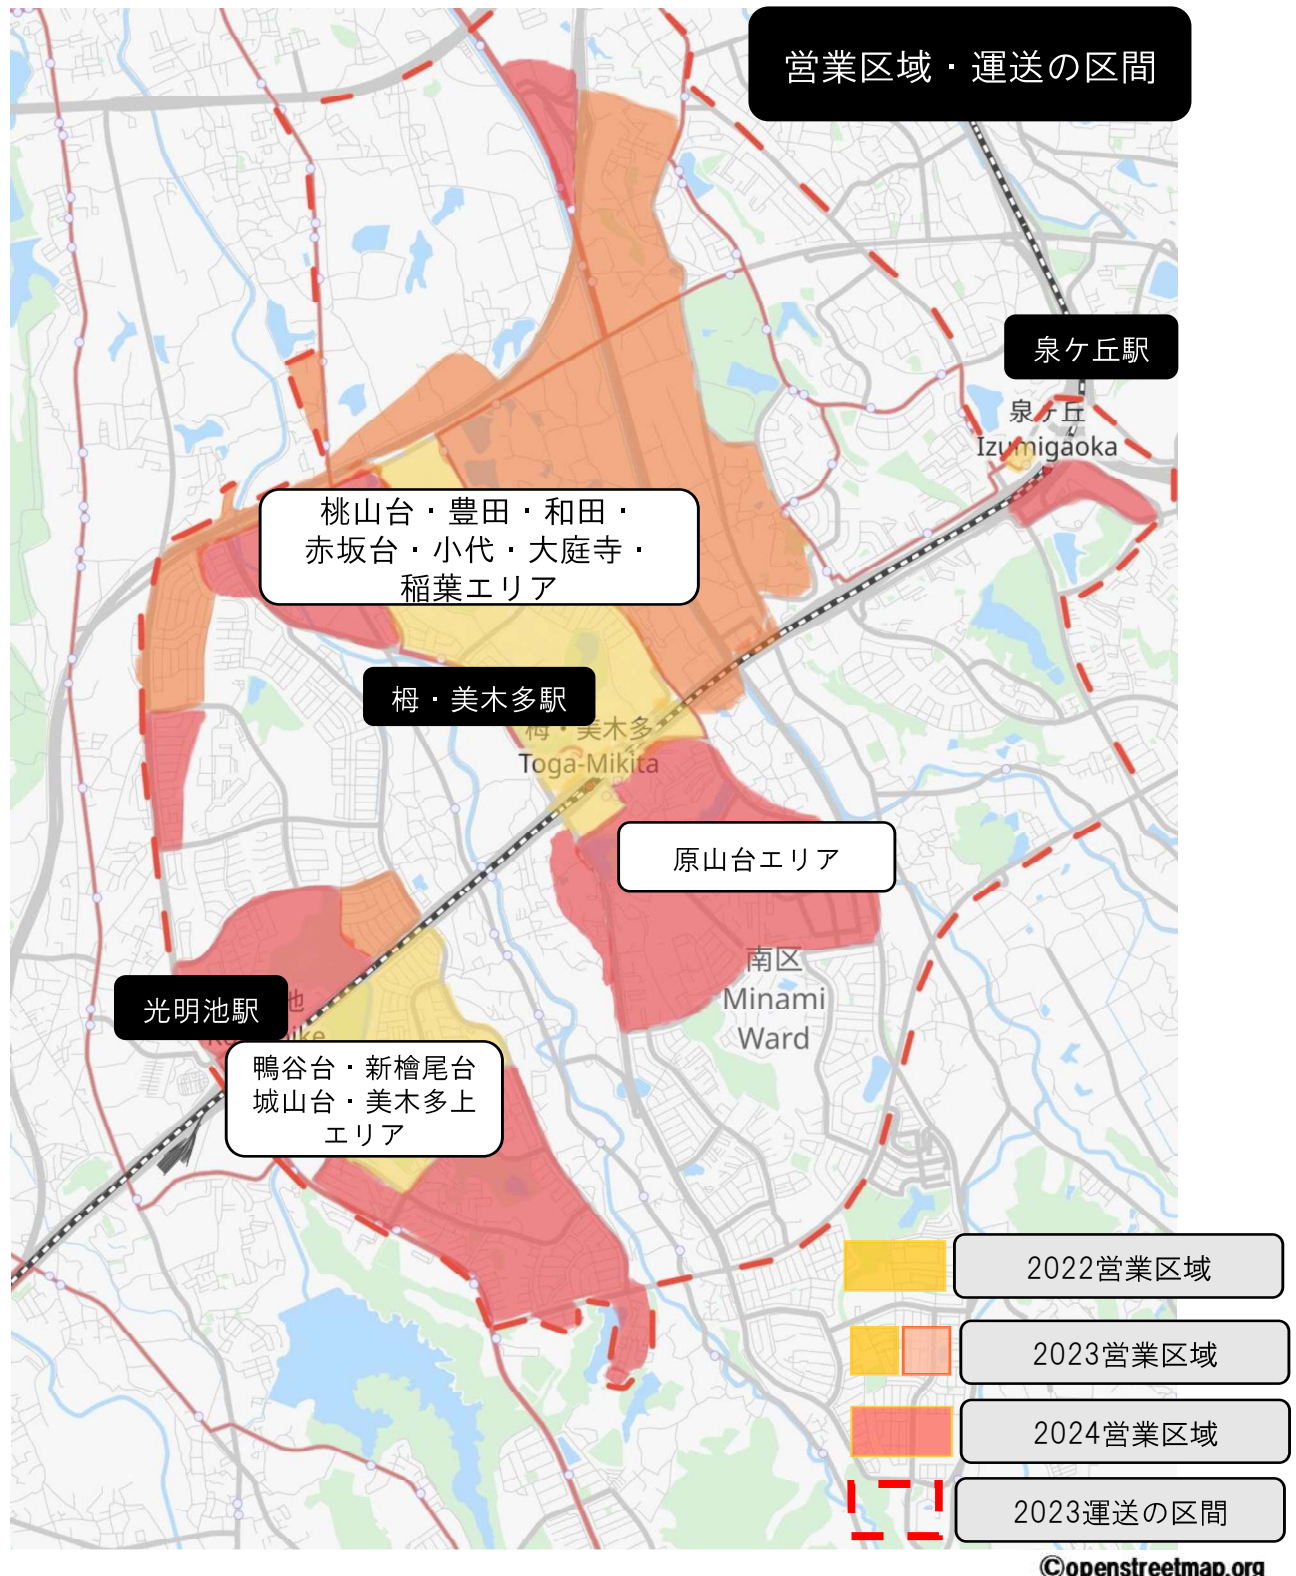 営業区域・運送の区間
泉ケ丘駅
泉ヶ丘
Izumigaoka
桃山台・豊田・和田・
赤坂台・小代・大庭寺・
稲葉エリア
栂・美木多駅
栂・美木多
Toga-Mikita
原山台エリア
南区
Minami
Ward
光明池駅
池
鴨谷台・新檜尾台
城山台・美木多上
エリア
2022営業区域
2023営業区域
2024営業区域
2023運送の区間
©openstreetmap.org